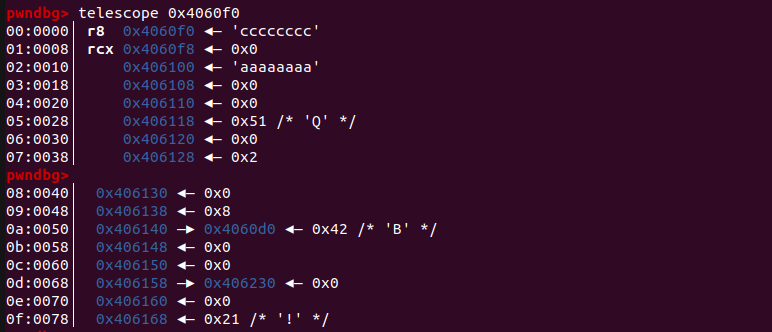 pwndbg> telescope 0x4060f0
00:0000│ r8  0x4060f0 ◂— 'cccccccc'
01:0008│ rcx 0x4060f8 ◂— 0x0
02:0010│     0x406100 ◂— 'aaaaaaaa'
03:0018│     0x406108 ◂— 0x0
04:0020│     0x406110 ◂— 0x0
05:0028│     0x406118 ◂— 0x51 /* 'Q' */
06:0030│     0x406120 ◂— 0x0
07:0038│     0x406128 ◂— 0x2
pwndbg>
08:0040│  0x406130 ◂— 0x0
09:0048│  0x406138 ◂— 0x8
0a:0050│  0x406140 —▸ 0x4060d0 ◂— 0x42 /* 'B' */
0b:0058│  0x406148 ◂— 0x0
0c:0060│  0x406150 ◂— 0x0
0d:0068│  0x406158 —▸ 0x406230 ◂— 0x0
0e:0070│  0x406160 ◂— 0x0
0f:0078│  0x406168 ◂— 0x21 /* '!' */